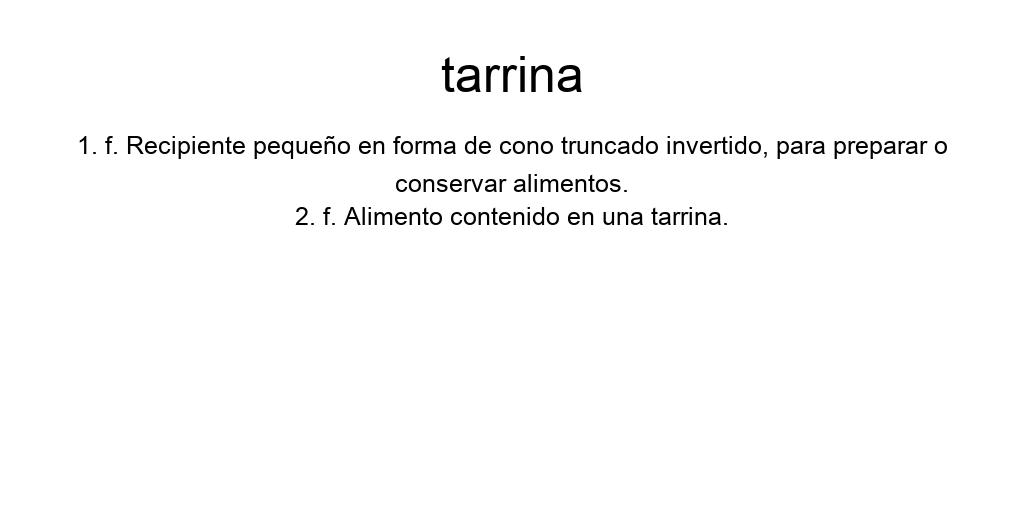 tarrina
1. f. Recipiente pequeño en forma de cono truncado invertido, para preparar o
conservar alimentos.
2. f. Alimento contenido en una tarrina.